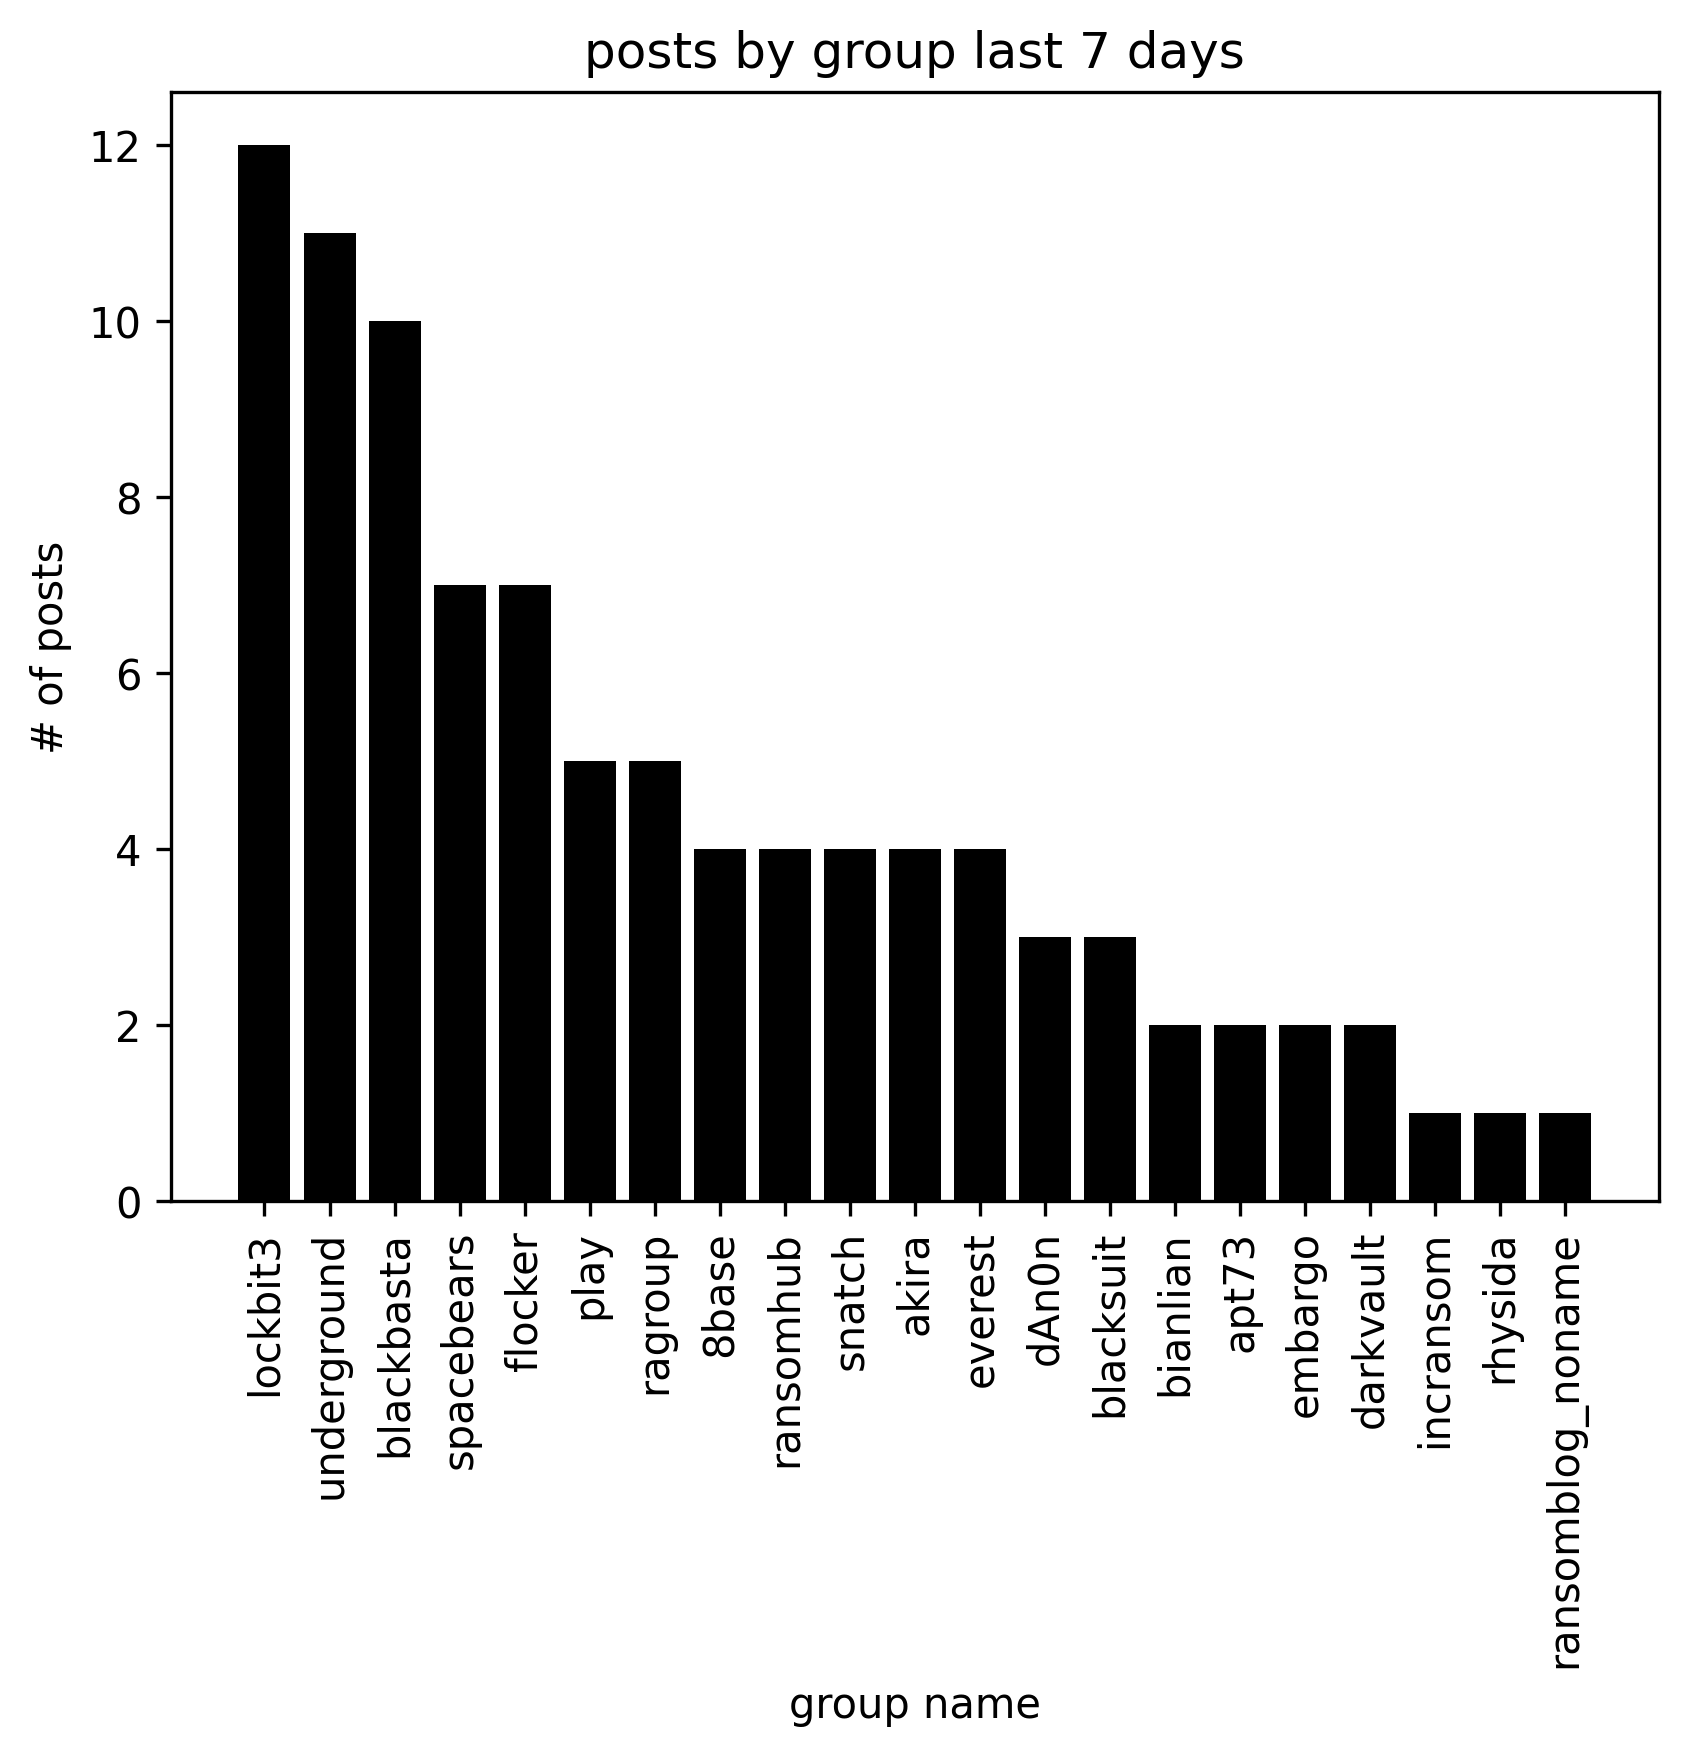 posts by group last 7 days
12
10
8
6
4
2
0
# of posts
lockbit3
underground
blackbasta
spacebears
flocker
play
ragroup
8base
ransomhub
snatch
akira
everest
dAn0n
blacksuit
bianlian
apt73
embargo
darkvault
incransom
rhysida
ransomblog_noname
group name